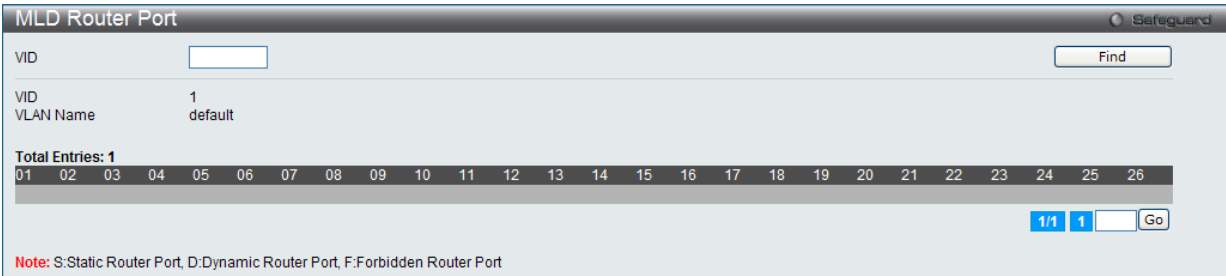 MLD Router Port Safeguard
VID Find
VID 1
VLAN Name default
Total Entries: 1
01 02 03 04 05 06 07 08 09 10 11 12 13 14 15 16 17 18 19 20 21 22 23 24 25 26
1/1 1 Go
Note: S:Static Router Port, D:Dynamic Router Port, F:Forbidden Router Port